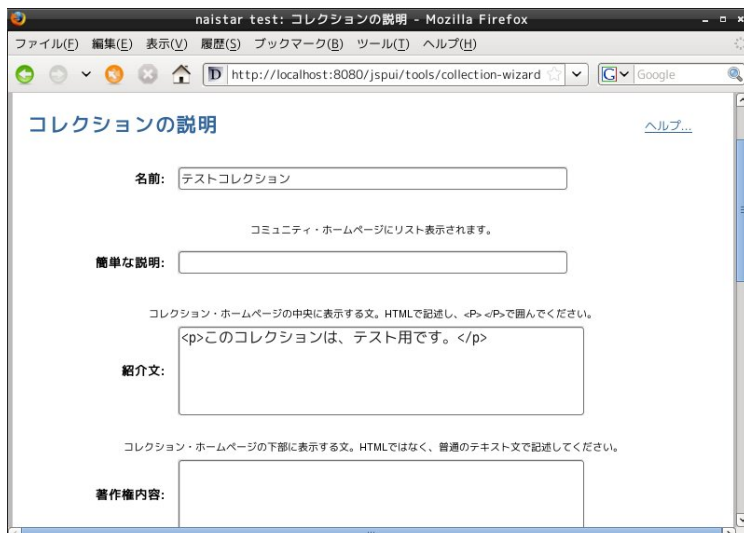 naistar test: コレクションの説明 - Mozilla Firefox
ファイル(F) 編集(E) 表示(V) 履歴(S) ブックマーク(B) ツール(T) ヘルプ(H)
D http://localhost:8080/jspui/tools/collection-wizard G Google
コレクションの説明 ヘルプ...
名前: テストコレクション
コミュニティ・ホームページにリスト表示されます。
簡単な説明:
コレクション・ホームページの中央に表示する文。HTMLで記述し、<P> </P>で囲んでください。
<p>このコレクションは、テスト用です。</p>
紹介文:
コレクション・ホームページの下部に表示する文。HTMLではなく、普通のテキスト文で記述してください。
著作権内容: